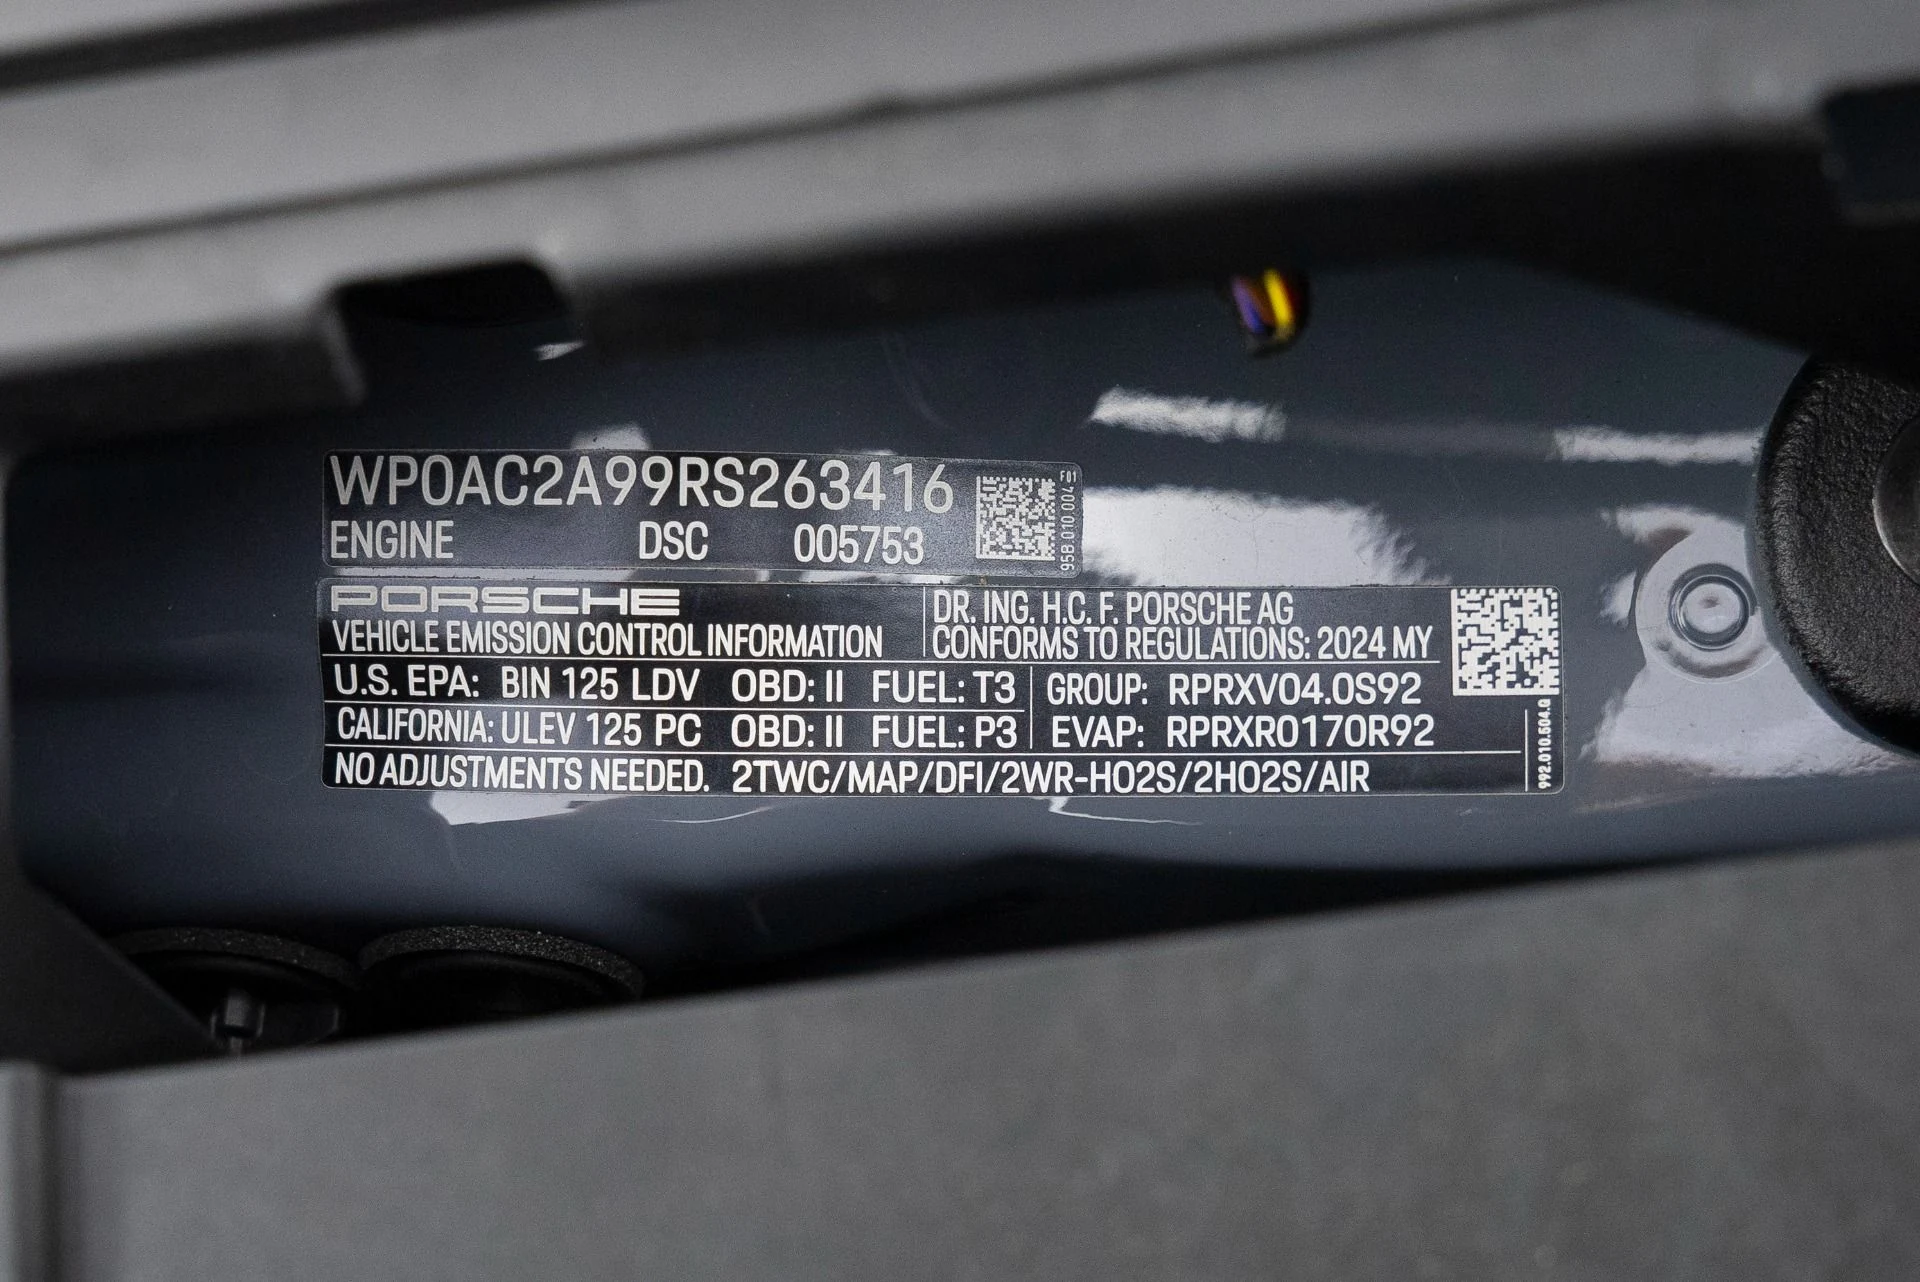 WP0AC2A99RS263416
ENGINE DSC 005753
95B.010.004 F01
PORSCHE
VEHICLE EMISSION CONTROL INFORMATION
DR. ING. H.C. F. PORSCHE AG
CONFORMS TO REGULATIONS: 2024 MY
U.S. EPA: BIN 125 LDV OBD: II FUEL: T3
GROUP: RPRXV04.0S92
CALIFORNIA: ULEV 125 PC OBD: II FUEL: P3
EVAP: RPRXR0170R92
NO ADJUSTMENTS NEEDED. 2TWC/MAP/DFI/2WR-HO2S/2HO2S/AIR
992.010.504.Q